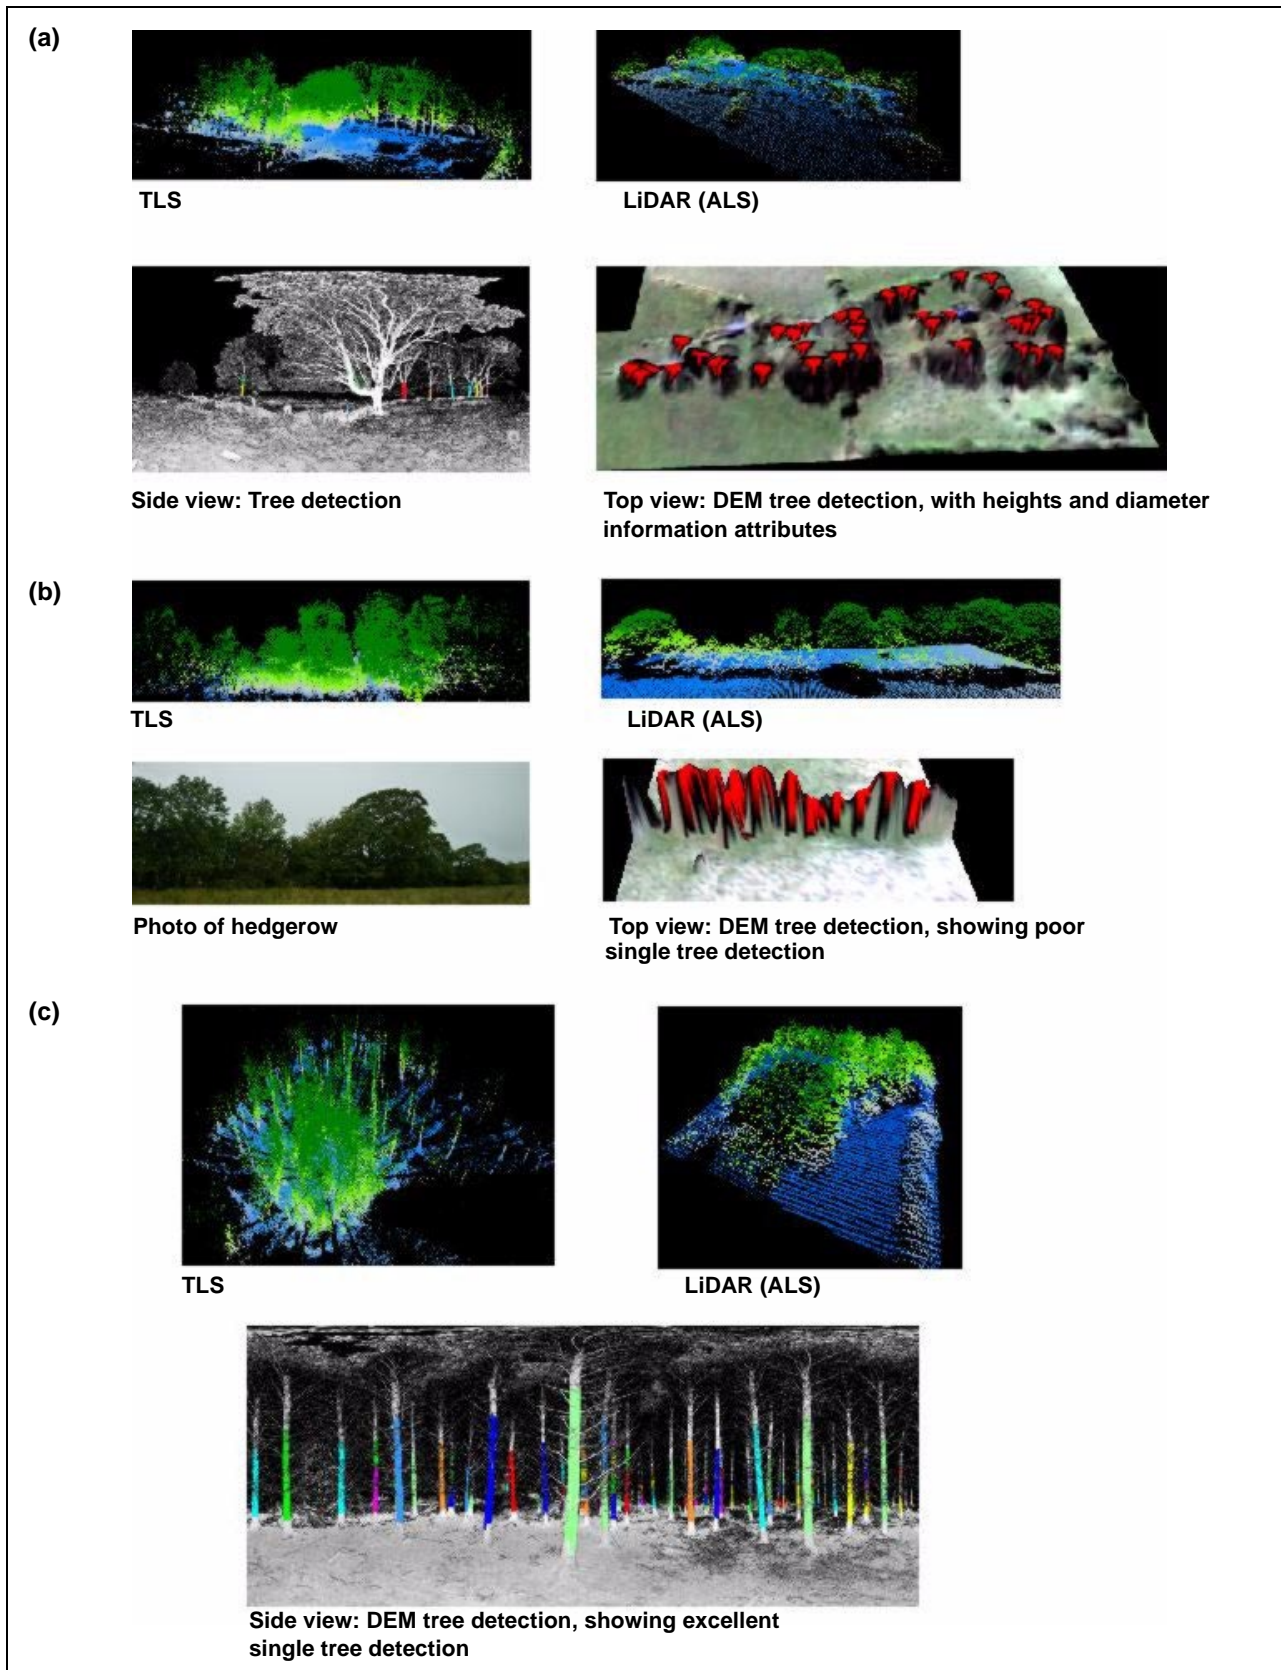 (a)
TLS
LiDAR (ALS)
Side view: Tree detection
Top view: DEM tree detection, with heights and diameter
information attributes
(b)
TLS
LiDAR (ALS)
Photo of hedgerow
Top view: DEM tree detection, showing poor
single tree detection
(c)
TLS
LiDAR (ALS)
Side view: DEM tree detection, showing excellent
single tree detection